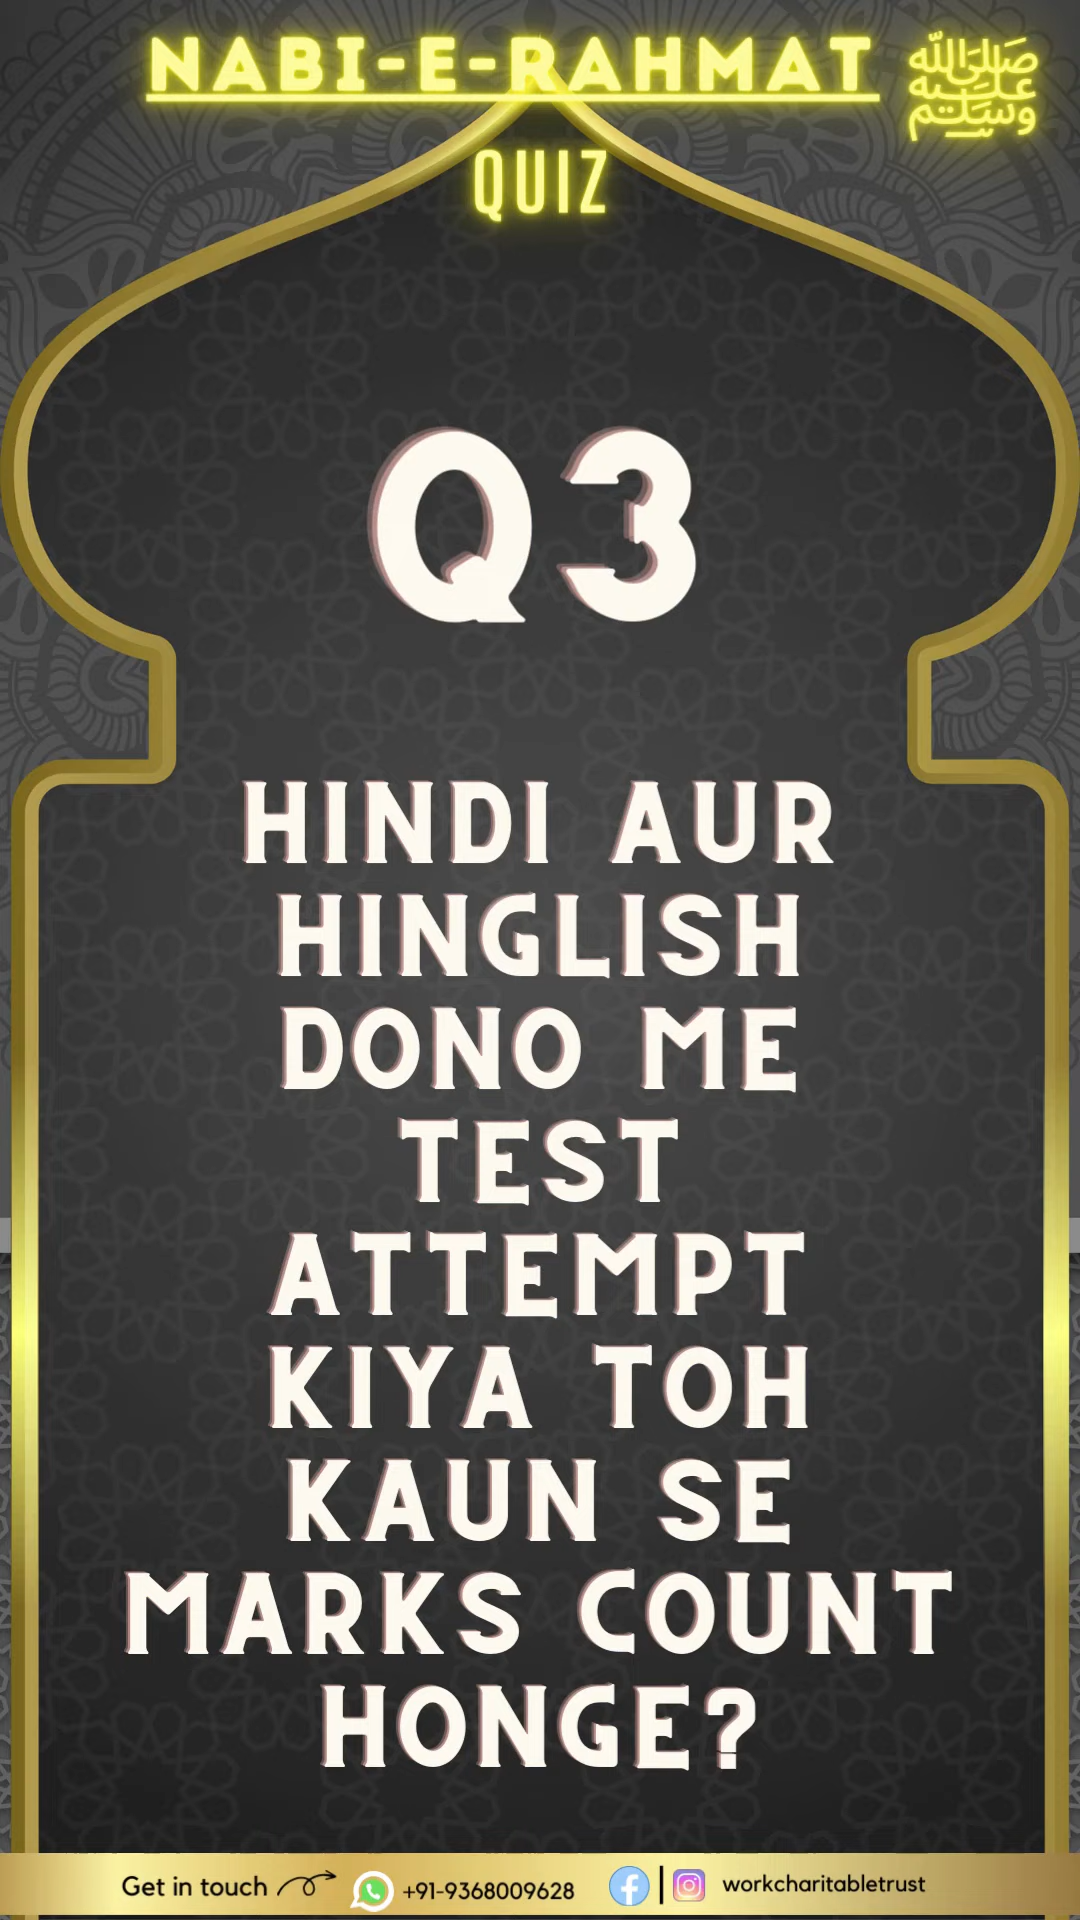 NABI-E-RAHMAT صلى الله عليه وسلم
QUIZ
Q3
HINDI AUR
HINGLISH
DONO ME
TEST
ATTEMPT
KIYA TOH
KAUN SE
MARKS COUNT
HONGE?
Get in touch +91-9368009628 workcharitabletrust